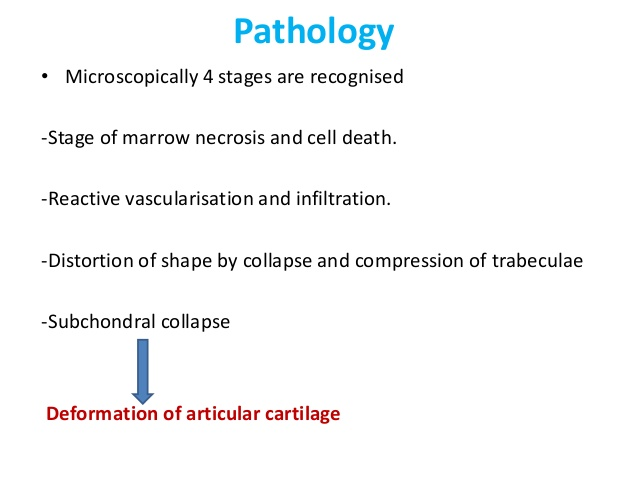 Pathology
• Microscopically 4 stages are recognised
-Stage of marrow necrosis and cell death.
-Reactive vascularisation and infiltration.
-Distortion of shape by collapse and compression of trabeculae
-Subchondral collapse
Deformation of articular cartilage